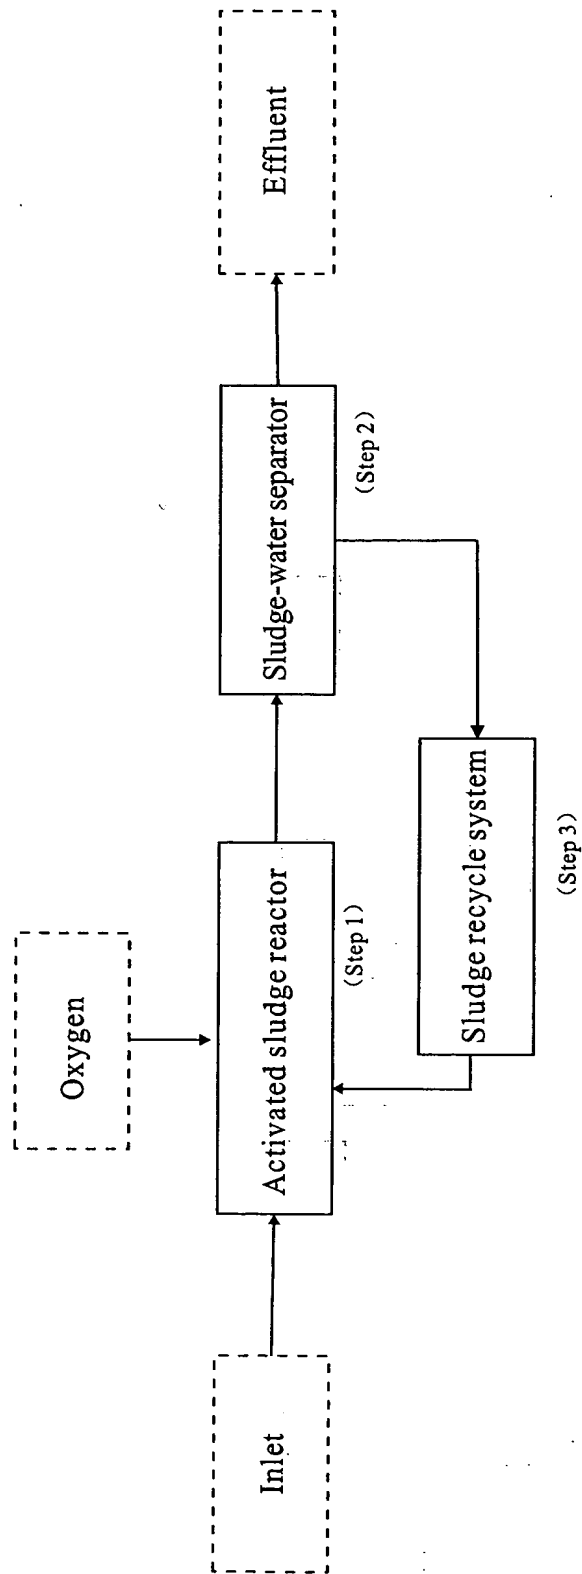 Oxygen
Inlet
Activated sludge reactor
(Step 1)
Sludge-water separator
(Step 2)
Effluent
Sludge recycle system
(Step 3)